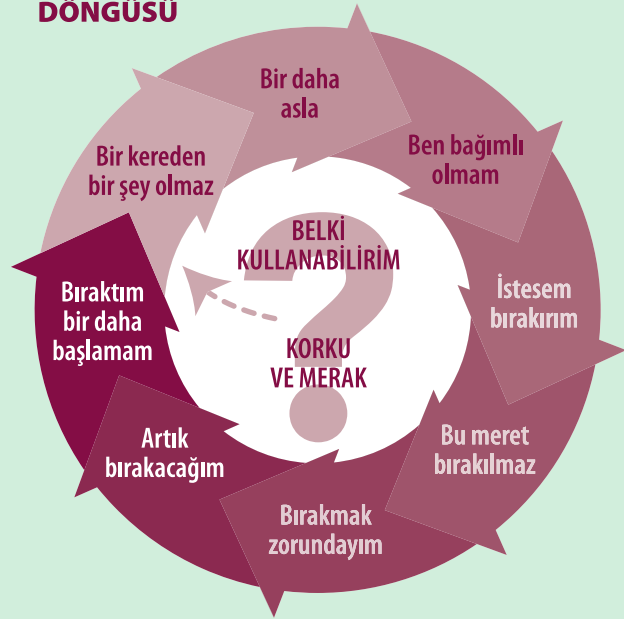 DÖNGÜSÜ
Bir daha
asla
Ben bağımlı
olmam
İstesem
bırakırım
Bu meret
bırakılmaz
Bırakmak
zorundayım
Artık
bırakacağım
Bıraktım
bir daha
başlamam
Bir kereden
bir şey olmaz
BELKİ
KULLANABİLİRİM
KORKU
VE MERAK
?